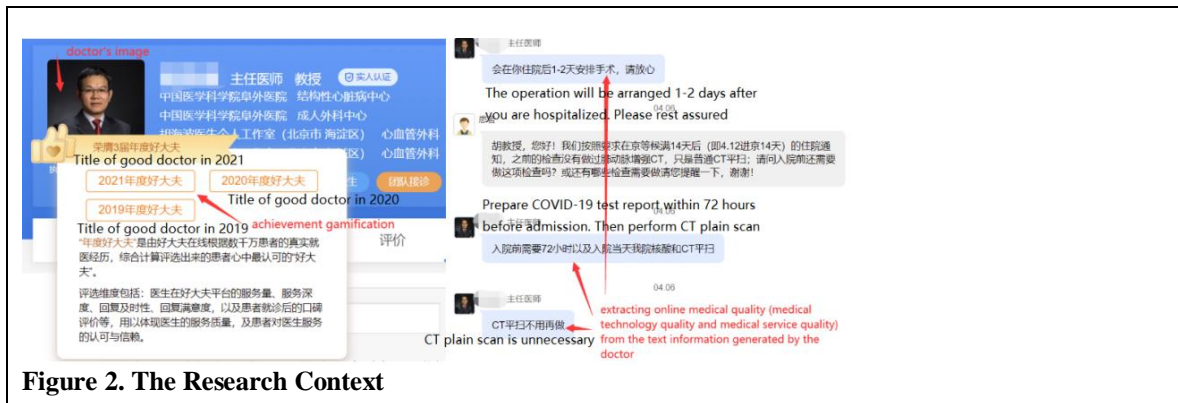 doctor's image
主任医师 教授 实人认证
中国医学科学院阜外医院 结构性心脏病中心
中国医学科学院阜外医院 成人外科中心
胡海波医生个人工作室（北京市海淀区） 心血管外科
区） 心血管外科
荣膺3届年度好大夫
Title of good doctor in 2021
2021年度好大夫 2020年度好大夫
生 团队接诊
Title of good doctor in 2020
2019年度好大夫
Title of good doctor in 2019
achievement gamification
评价
“年度好大夫”是由好大夫在线根据数千万患者的真实就
医经历，综合计算评选出来的患者心中最认可的“好大
夫”。
评选维度包括：医生在好大夫平台的服务量、服务深
度、回复及时性、回复满意度，以及患者就诊后的口碑
评价等，用以体现医生的服务质量，及患者对医生服务
的认可与信赖。
主任医师
会在你住院后1-2天安排手术，请放心
The operation will be arranged 1-2 days after
04.06
you are hospitalized. Please rest assured
胡教授，您好！我们按照要求在京等候满14天后（即4.12进京14天）的住院通
知，之前的检查没有做过肺动脉增强CT，只是普通CT平扫；请问入院前还需要
做这项检查吗？或还有哪些检查需要做请您提醒一下，谢谢！
Prepare COVID-19 test report within 72 hours
before admission. Then perform CT plain scan
入院前需要72小时以及入院当天我院核酸和CT平扫
04.06
主任医师
CT平扫不用再做
CT plain scan is unnecessary
extracting online medical quality (medical
technology quality and medical service quality)
from the text information generated by the
doctor
Figure 2. The Research Context